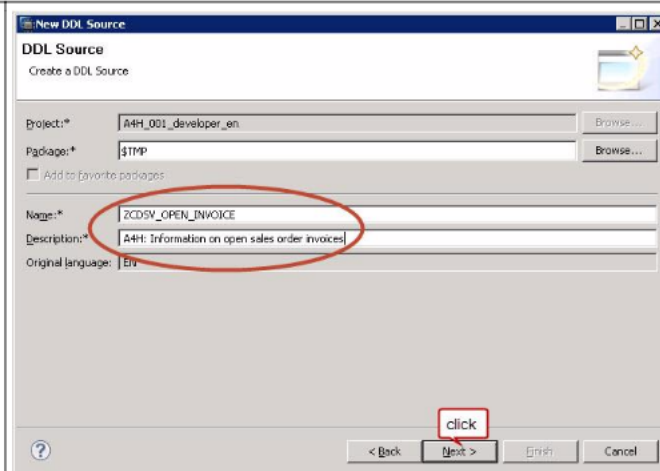 New DDL Source
DDL Source
Create a DDL Source
Project:* A4H_001_developer_en Browse...
Package:* $TMP Browse...
Add to favorite packages
Name:* ZCDSV_OPEN_INVOICE
Description:* A4H: Information on open sales order invoices
Original language: EN
click
? < Back Next > Finish Cancel